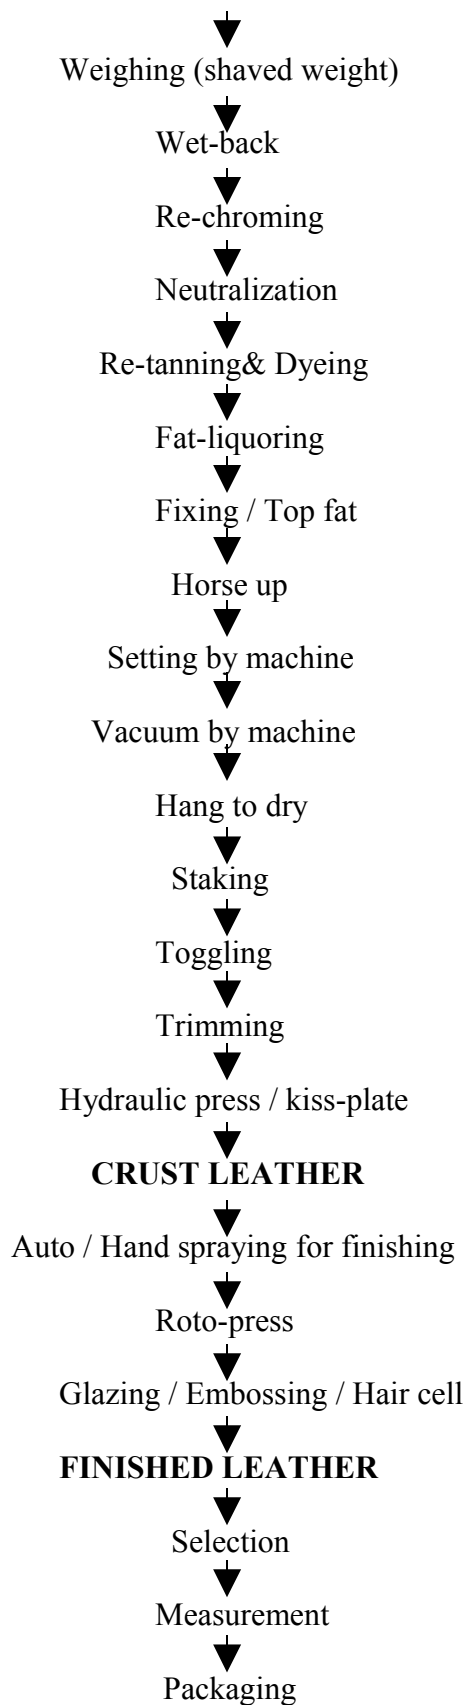 Weighing (shaved weight)
Wet-back
Re-chroming
Neutralization
Re-tanning& Dyeing
Fat-liquoring
Fixing / Top fat
Horse up
Setting by machine
Vacuum by machine
Hang to dry
Staking
Toggling
Trimming
Hydraulic press / kiss-plate
CRUST LEATHER
Auto / Hand spraying for finishing
Roto-press
Glazing / Embossing / Hair cell
FINISHED LEATHER
Selection
Measurement
Packaging